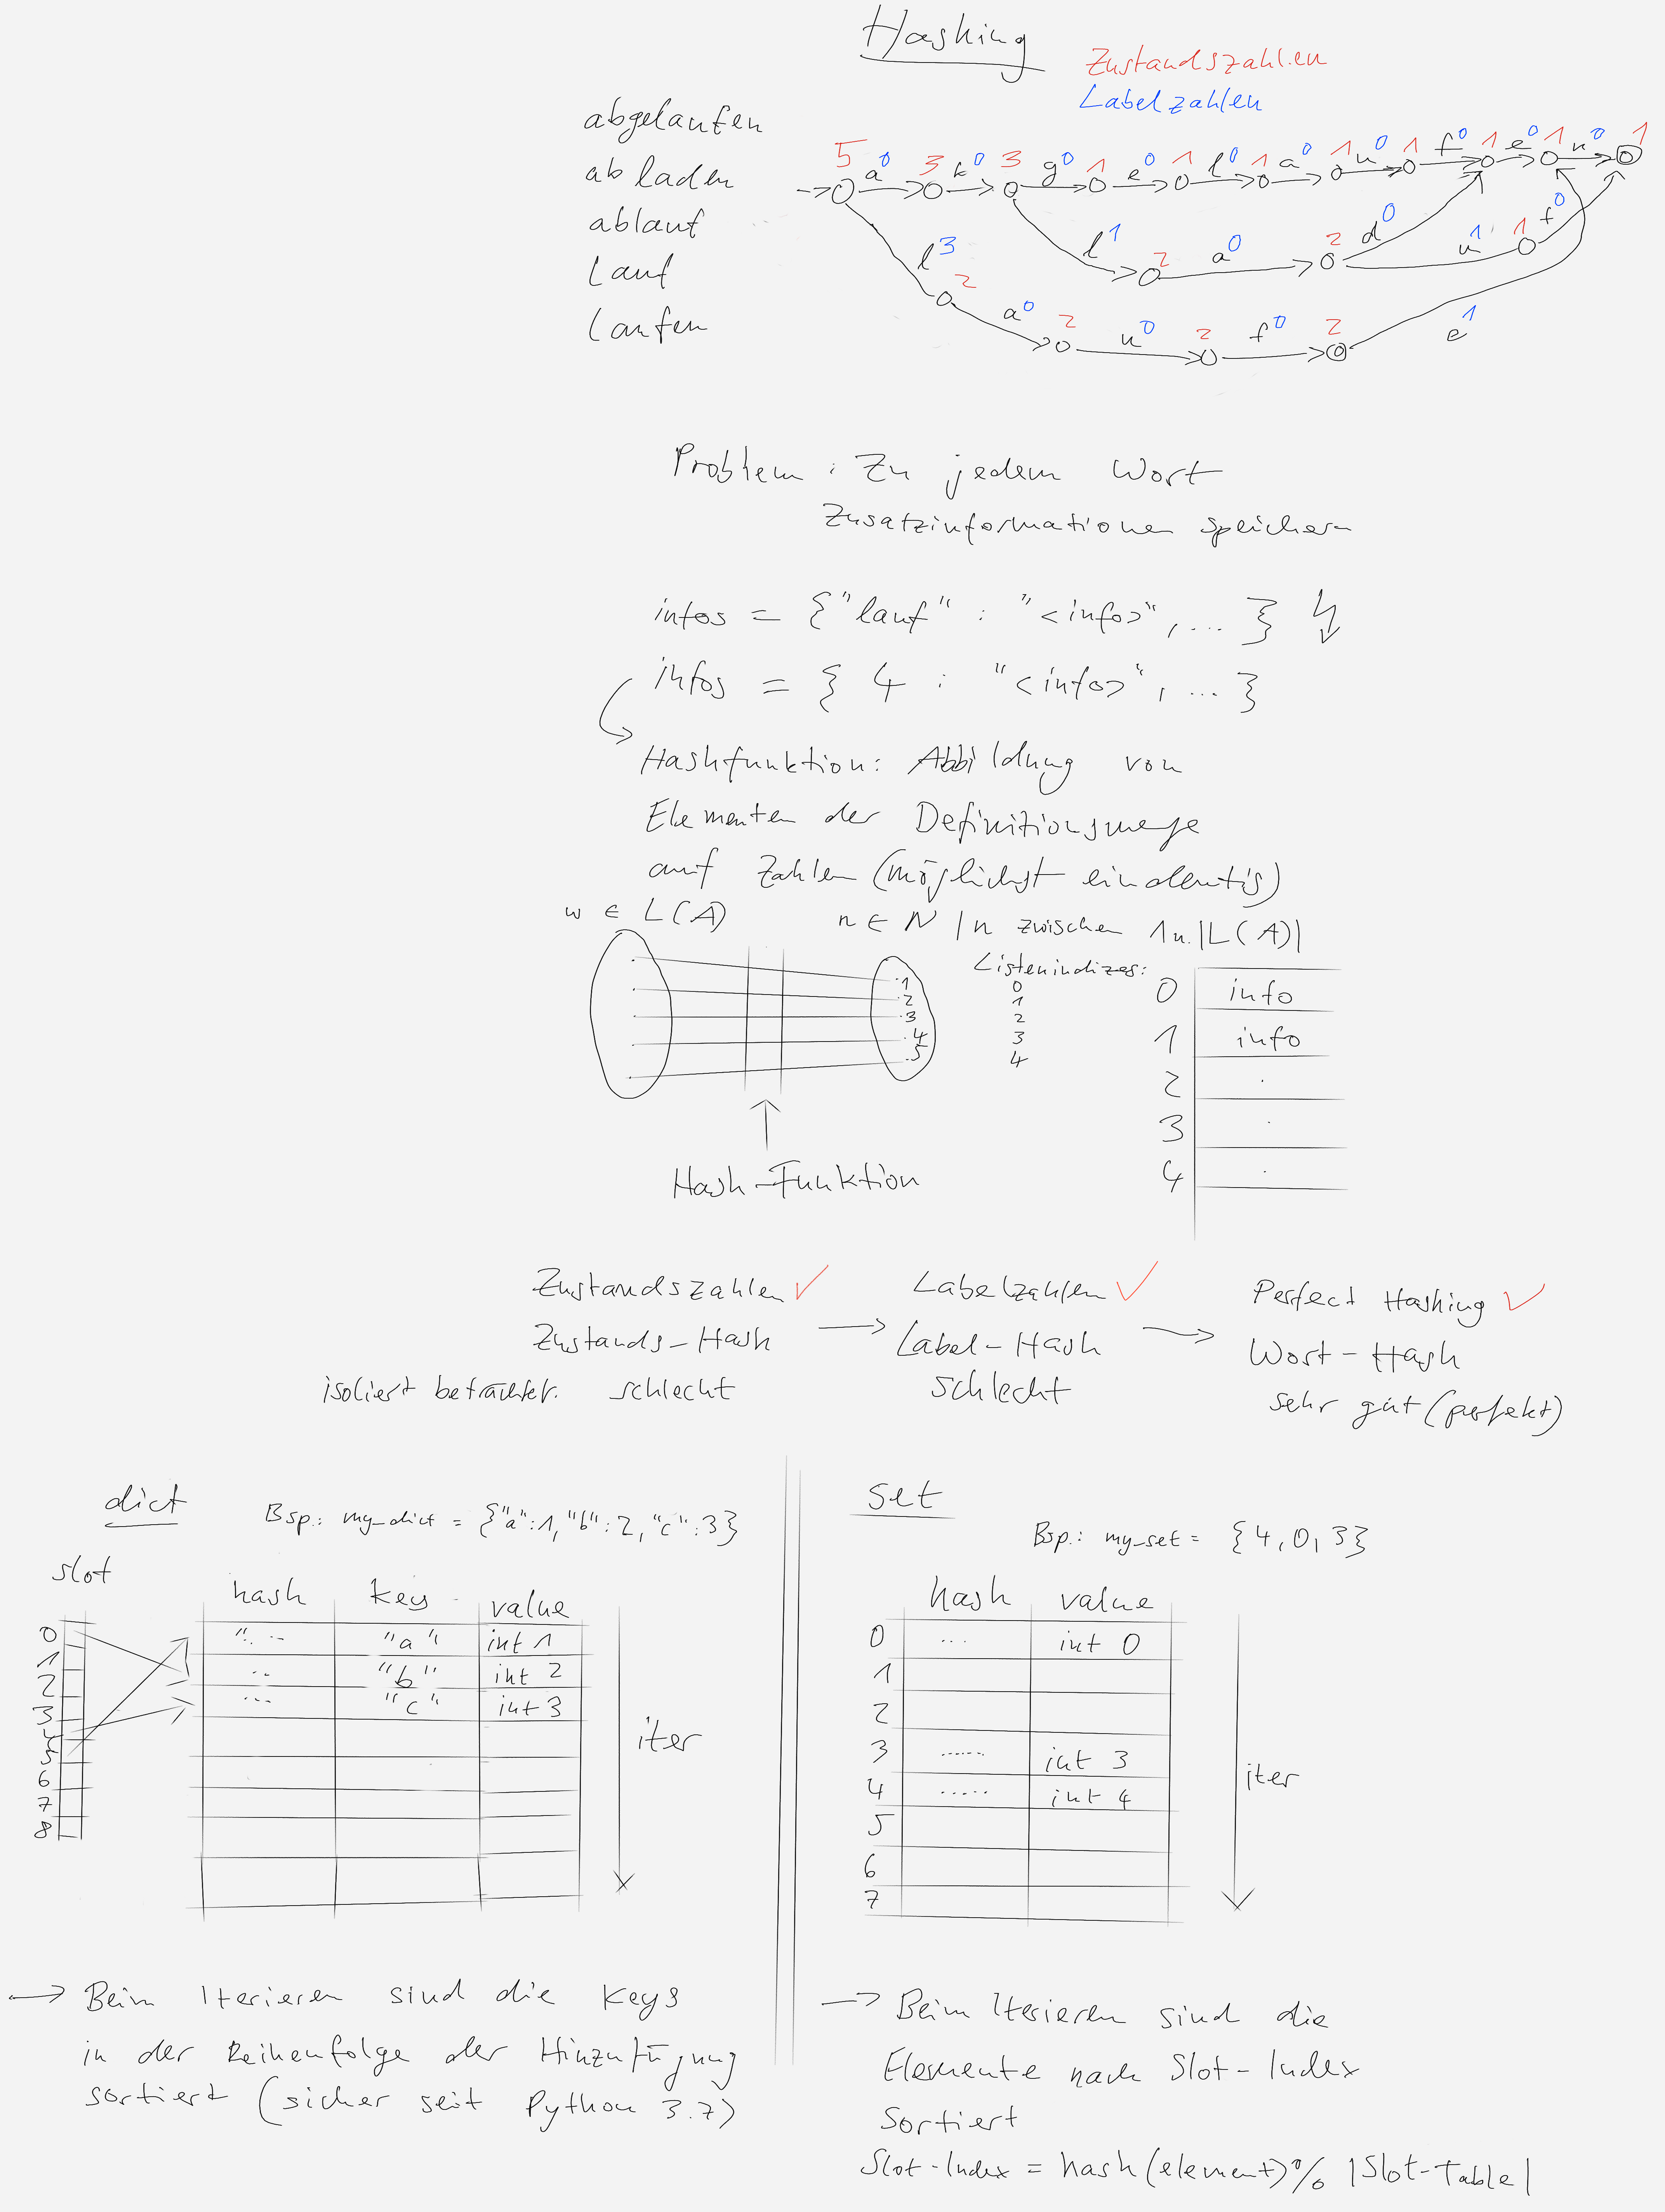 Hashing
Zustandszahlen
Labelzahlen
abgelaufen
abladen
ablauf
lauf
laufen
5 a 0 3 b 0 3 g 0 1 e 0 1 l 0 1 a 0 1 u 0 1 f 0 1 e 0 1 n 0 1
l 3 2 l 1 2 a 0 2 d 0 u 1 1 f 0
a 0 2 u 0 2 f 0 2 e 1
Problem: Zu jedem Wort
Zusatzinformationen speichern
infos = {"lauf" : "<info>", ... }
infos = { 4 : "<info>", ... }
Hashfunktion: Abbildung von
Elementen der Definitionsmenge
auf Zahlen (möglichst eindeutig)
w ∈ L(A) n ∈ N | n zwischen 1 u. |L(A)|
Listenindizes:
1 0 0 info
2 1 1 info
3 2 2 .
4 3 3 .
5 4 4 .
Hash-Funktion
Zustandszahlen ✓ Labelzahlen ✓ Perfect Hashing ✓
Zustands-Hash → Label-Hash → Wort-Hash
isoliert betrachtet: schlecht schlecht sehr gut (perfekt)
dict
Bsp.: my_dict = {"a":1, "b":2, "c":3}
slot
hash key value
0 "... "a" int 1
1 .. "b" int 2
2 ... "c" int 3
3
4
5
6
7
8
iter
→ Beim Iterieren sind die Keys
in der Reihenfolge der Hinzufügung
sortiert (sicher seit Python 3.7)
set
Bsp.: my_set = {4, 0, 3}
hash value
0 ... int 0
1
2
3 ...... int 3
4 ..... int 4
5
6
7
iter
→ Beim Iterieren sind die
Elemente nach Slot-Index
sortiert
Slot-Index = hash(element) % |Slot-Table|